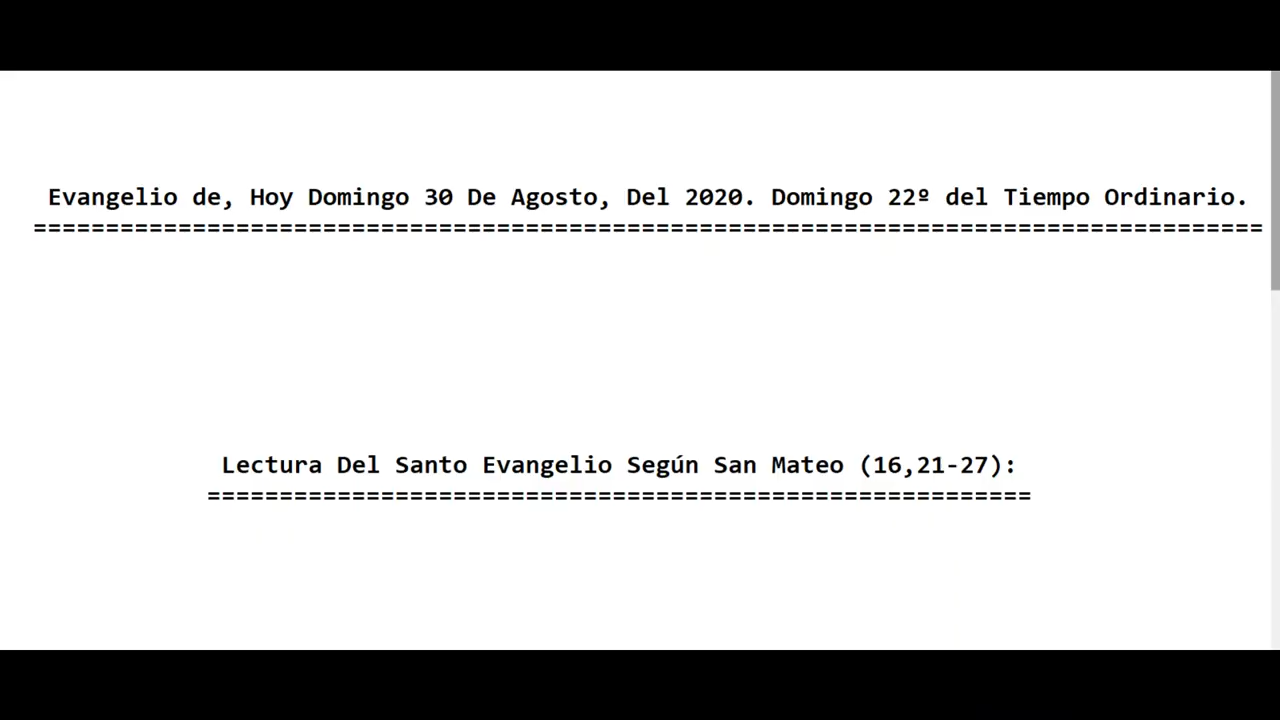 Evangelio de, Hoy Domingo 30 De Agosto, Del 2020. Domingo 22º del Tiempo Ordinario.
=====================================================================================
Lectura Del Santo Evangelio Según San Mateo (16,21-27):
=========================================================